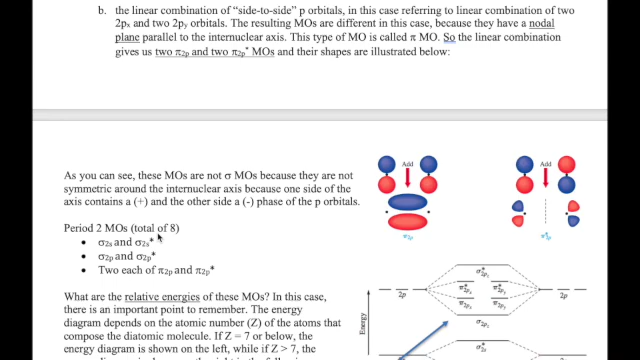 b. the linear combination of "side-to-side" p orbitals, in this case referring to linear combination of two
2px and two 2py orbitals. The resulting MOs are different in this case, because they have a nodal
plane parallel to the internuclear axis. This type of MO is called π MO. So the linear combination
gives us two π2p and two π2p* MOs and their shapes are illustrated below:
As you can see, these MOs are not σ MOs because they are not
symmetric around the internuclear axis because one side of the
axis contains a (+) and the other side a (-) phase of the p orbitals.
Period 2 MOs (total of 8)
• σ2s and σ2s*
• σ2p and σ2p*
• Two each of π2p and π2p*
What are the relative energies of these MOs? In this case,
there is an important point to remember. The energy
diagram depends on the atomic number (Z) of the atoms that
compose the diatomic molecule. If Z = 7 or below, the
energy diagram is shown on the left, while if Z > 7, the
Add
π2p
Add
π*2p
Energy
2p
σ*2pz
π*2px
π*2py
2p
σ2pz
σ*2s